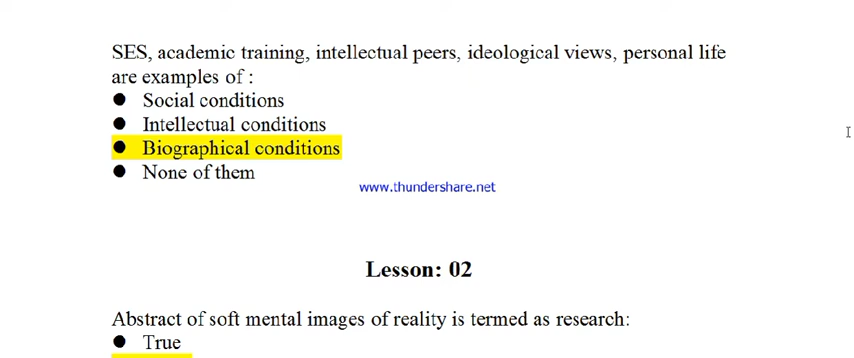 SES, academic training, intellectual peers, ideological views, personal life
are examples of :
● Social conditions
● Intellectual conditions
● Biographical conditions
● None of them
www.thundershare.net
Lesson: 02
Abstract of soft mental images of reality is termed as research:
● True